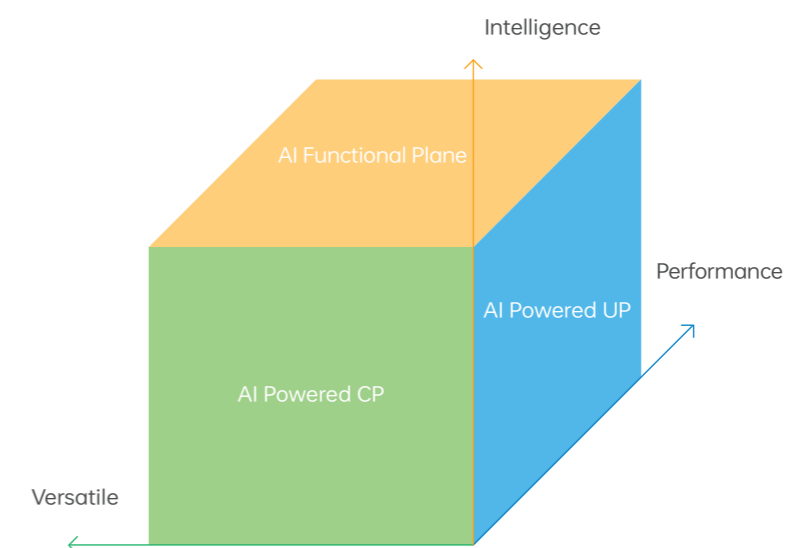 Intelligence
AI Functional Plane
Performance
AI Powered UP
AI Powered CP
Versatile